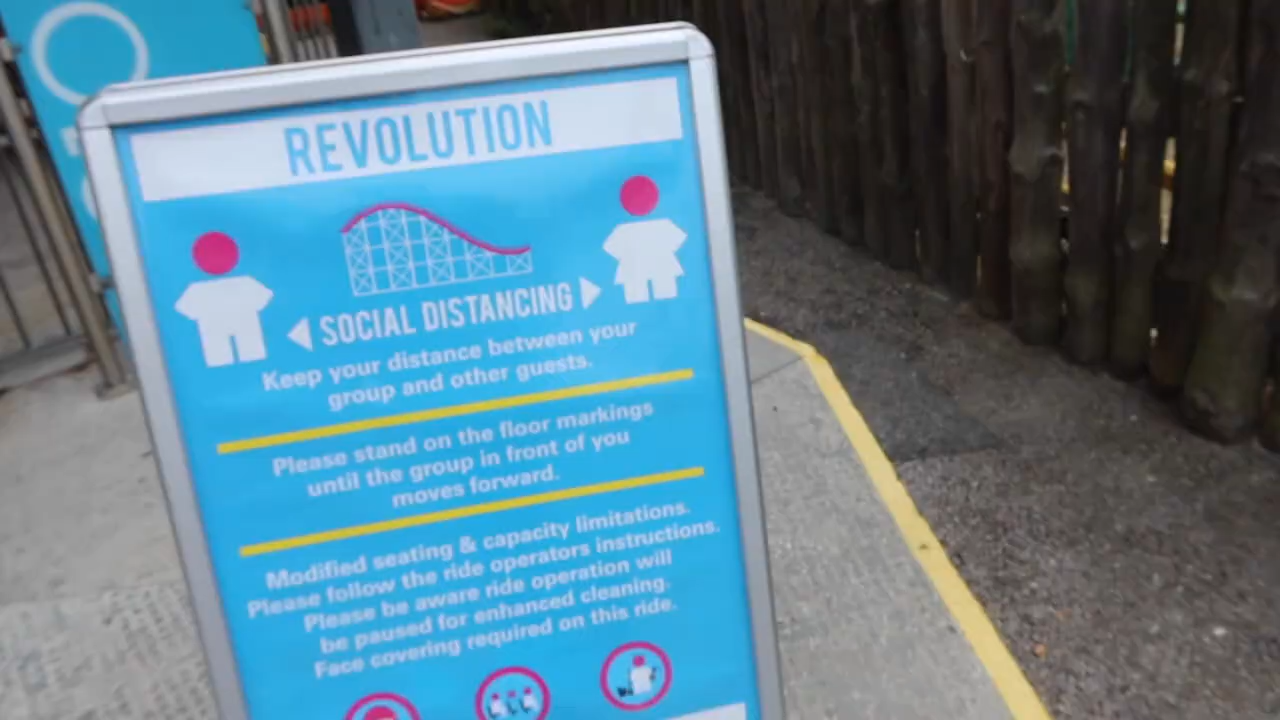 REVOLUTION
SOCIAL DISTANCING
Keep your distance between your
group and other guests.
Please stand on the floor markings
until the group in front of you
moves forward.
Modified seating & capacity limitations.
Please follow the ride operators instructions.
Please be aware ride operation will
be paused for enhanced cleaning.
Face covering required on this ride.